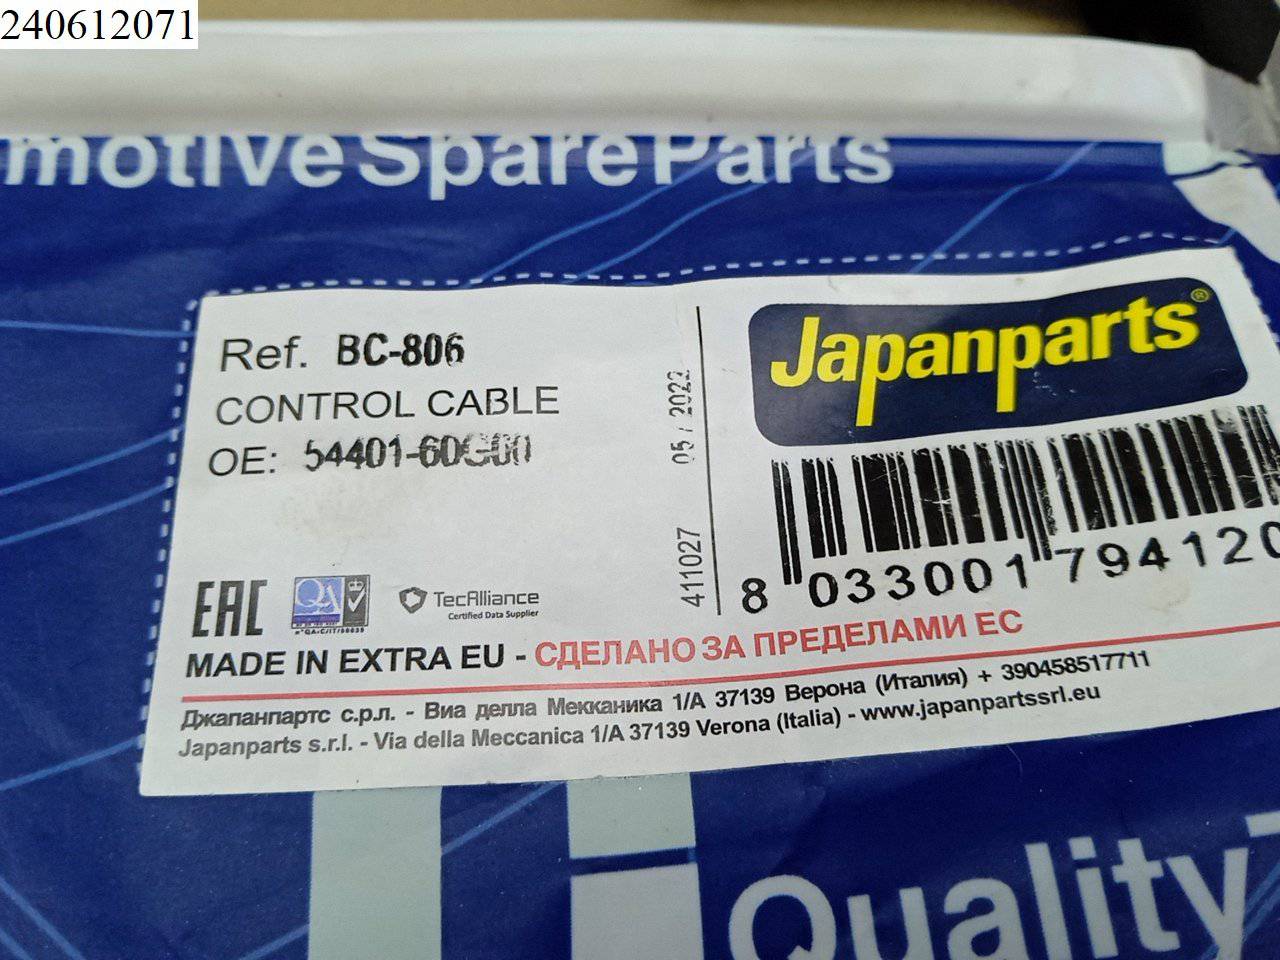 240612071
motive Spare Parts
Ref. BC-806
CONTROL CABLE
OE: 54401-60G00
05 / 2022
411027
Japanparts®
8 033001 794120
EAC
QA
TecAlliance
Certified Data Supplier
MADE IN EXTRA EU - СДЕЛАНО ЗА ПРЕДЕЛАМИ ЕС
Джапанпартс с.р.л. - Виа делла Мекканика 1/А 37139 Верона (Италия) + 390458517711
Japanparts s.r.l. - Via della Meccanica 1/A 37139 Verona (Italia) - www.japanpartssrl.eu
Quality